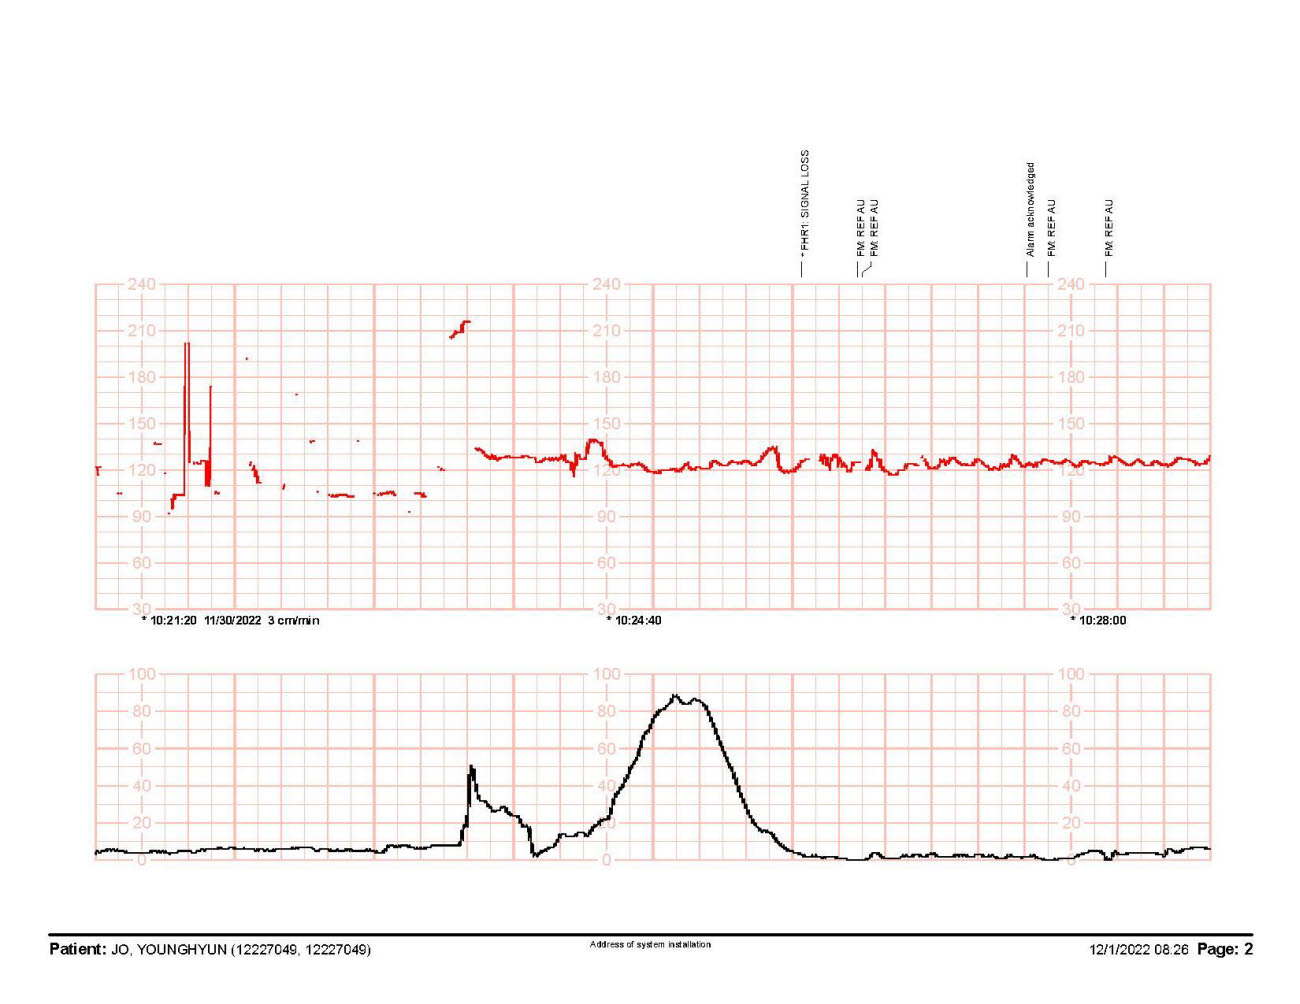 *FHR1: SIGNAL LOSS
FM: REF AU
FM: REF AU
Alarm acknowledged
FM: REF AU
FM: REF AU
240 240 240
210 210 210
180 180 180
150 150 150
120 120 120
90 90 90
60 60 60
30 30 30
* 10:21:20 11/30/2022 3 cm/min * 10:24:40 * 10:28:00
100 100 100
80 80 80
60 60 60
40 40 40
20 20 20
0 0 0
Patient: JO, YOUNGHYUN (12227049, 12227049) Address of system installation 12/1/2022 08:26 Page: 2